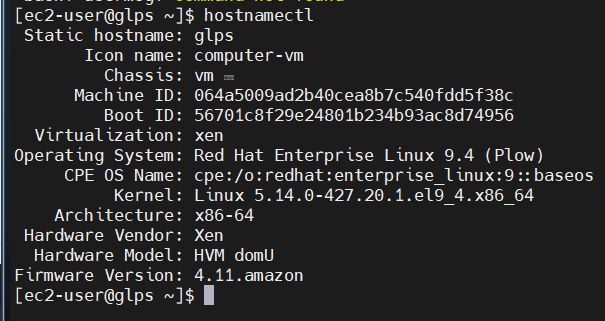 [ec2-user@glps ~]$ hostnamectl
Static hostname: glps
Icon name: computer-vm
Chassis: vm
Machine ID: 064a5009ad2b40cea8b7c540fdd5f38c
Boot ID: 56701c8f29e24801b234b93ac8d74956
Virtualization: xen
Operating System: Red Hat Enterprise Linux 9.4 (Plow)
CPE OS Name: cpe:/o:redhat:enterprise_linux:9::baseos
Kernel: Linux 5.14.0-427.20.1.el9_4.x86_64
Architecture: x86-64
Hardware Vendor: Xen
Hardware Model: HVM domU
Firmware Version: 4.11.amazon
[ec2-user@glps ~]$